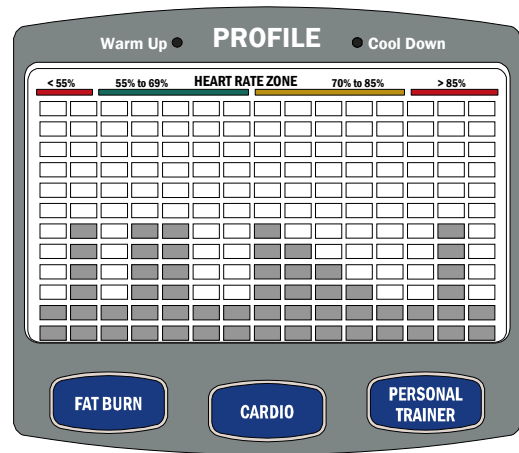 Warm Up PROFILE Cool Down
< 55% 55% to 69% HEART RATE ZONE 70% to 85% > 85%
FAT BURN
CARDIO
PERSONAL
TRAINER